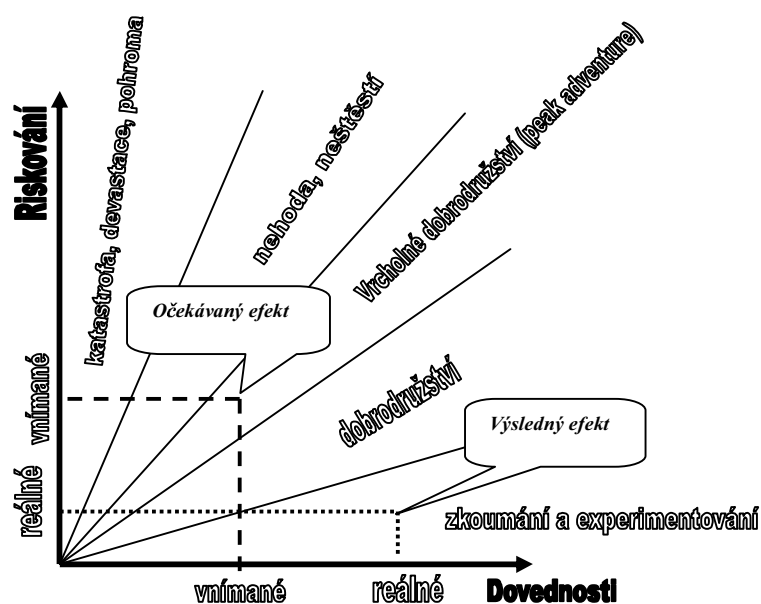 Riskování
katastrofa, devastace, pohroma
nehoda, neštěstí
Vrcholné dobrodružství (peak adventure)
Očekávaný efekt
vnímané
dobrodružství
Výsledný efekt
reálné
zkoumání a experimentování
vnímané
reálné
Dovednosti